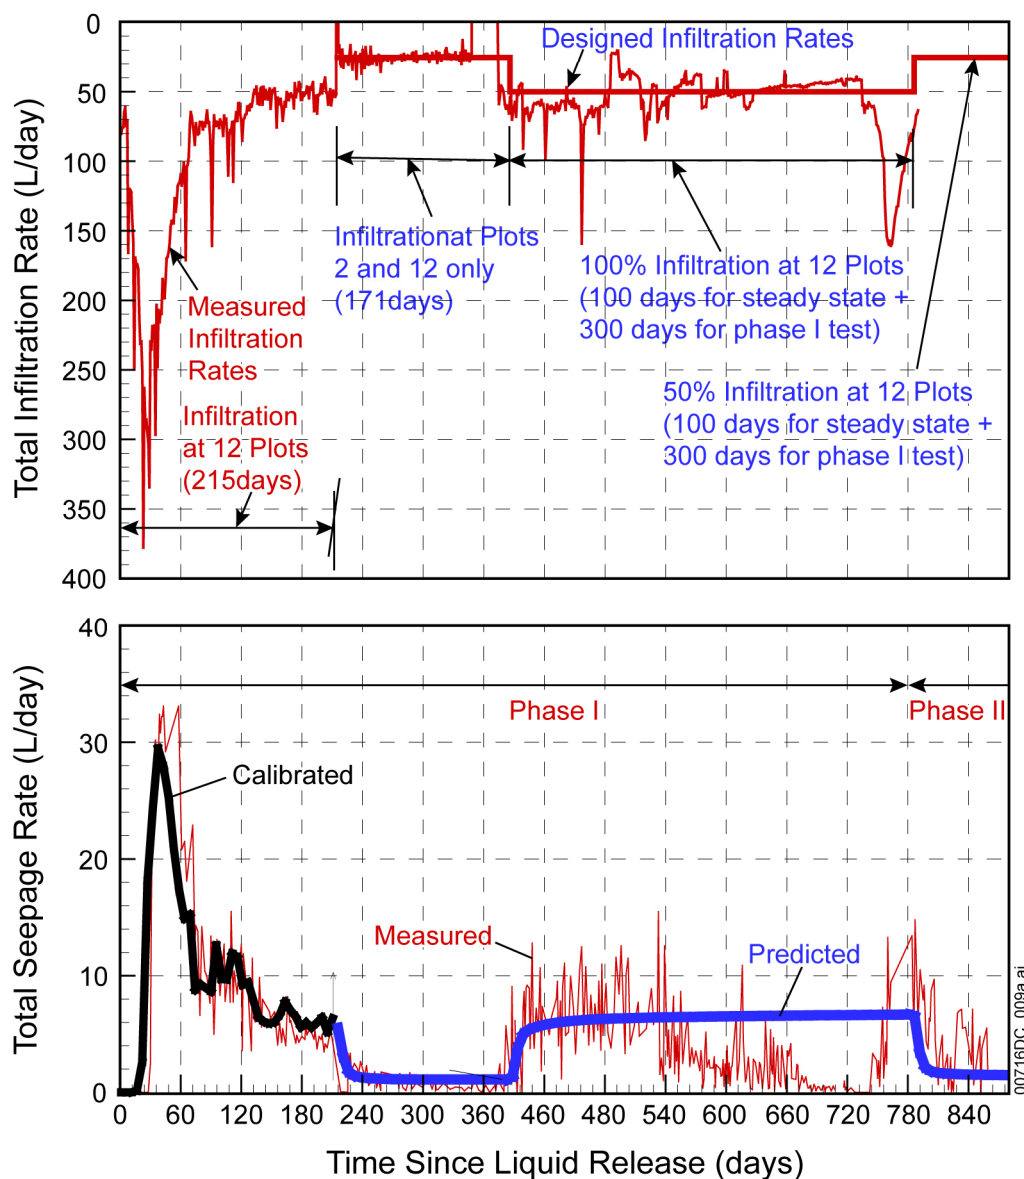 0
50
100
150
200
250
300
350
400
Total Infiltration Rate (L/day)
Designed Infiltration Rates
Infiltrationat Plots
2 and 12 only
(171days)
100% Infiltration at 12 Plots
(100 days for steady state +
300 days for phase I test)
Measured
Infiltration
Rates
50% Infiltration at 12 Plots
(100 days for steady state +
300 days for phase I test)
Infiltration
at 12 Plots
(215days)
40
30
20
10
0
Total Seepage Rate (L/day)
Phase I
Phase II
Calibrated
Measured
Predicted
00716DC_009a.ai
0 60 120 180 240 300 360 460 480 540 600 660 720 780 840
Time Since Liquid Release (days)